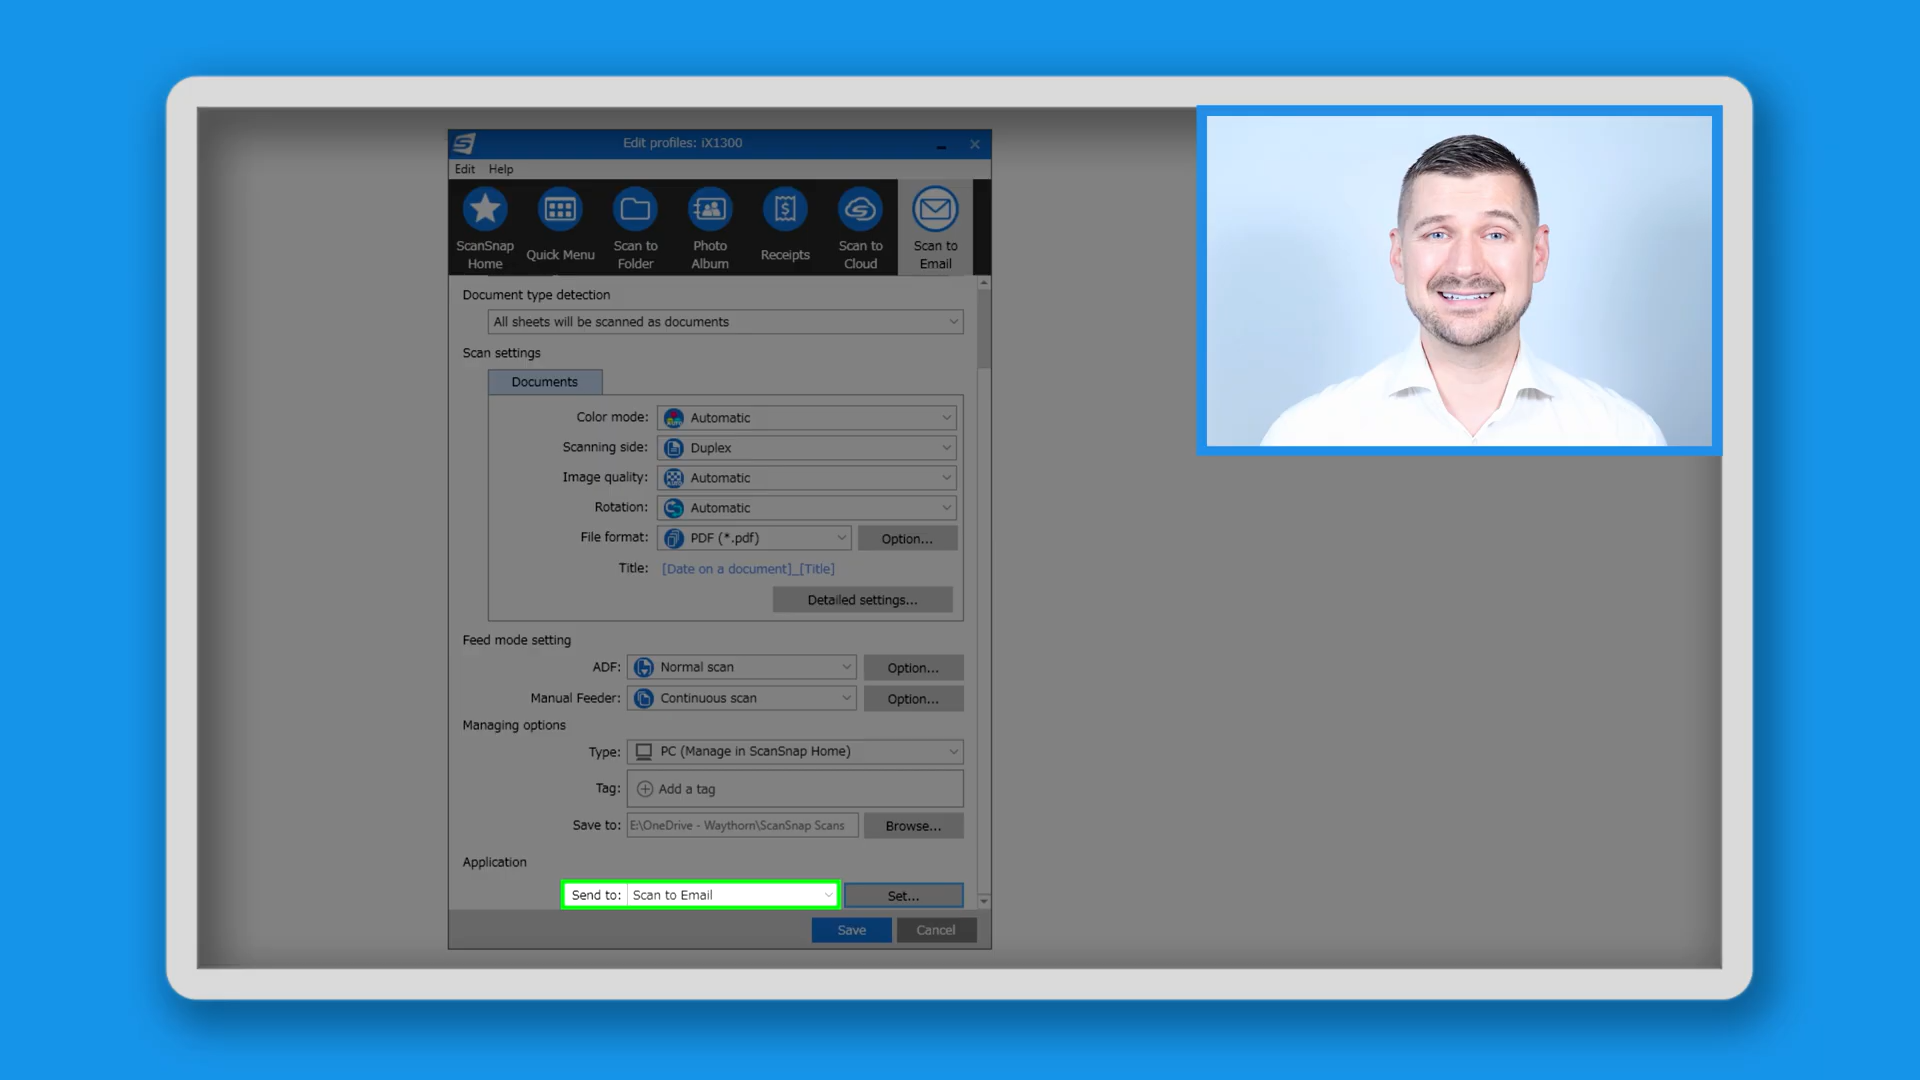 Edit profiles: iX1300
Edit Help
ScanSnap Home
Quick Menu
Scan to Folder
Photo Album
Receipts
Scan to Cloud
Scan to Email
Document type detection
All sheets will be scanned as documents
Scan settings
Documents
Color mode: Automatic
Scanning side: Duplex
Image quality: Automatic
Rotation: Automatic
File format: PDF (*.pdf) Option...
Title: [Date on a document]_[Title]
Detailed settings...
Feed mode setting
ADF: Normal scan Option...
Manual Feeder: Continuous scan Option...
Managing options
Type: PC (Manage in ScanSnap Home)
Tag: Add a tag
Save to: E:\OneDrive - Waythorn\ScanSnap Scans Browse...
Application
Send to: Scan to Email Set...
Save Cancel